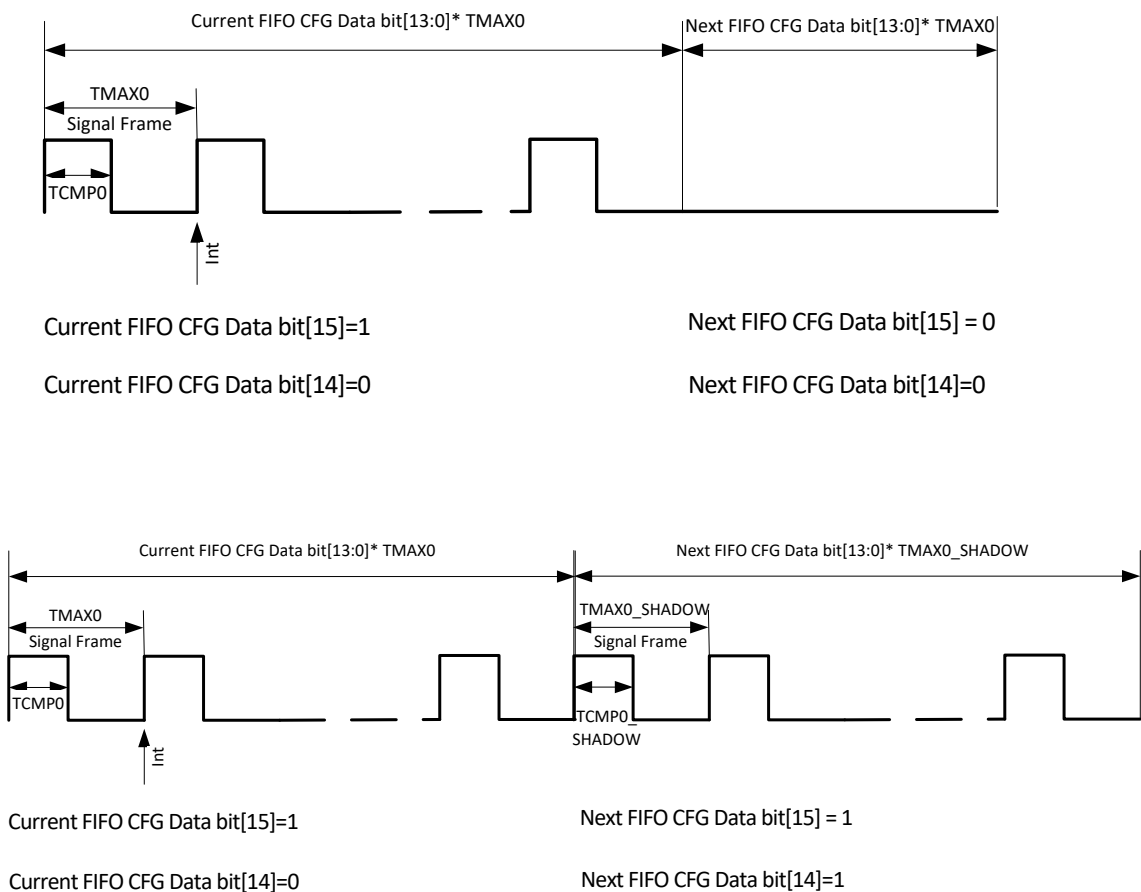 Current FIFO CFG Data bit[13:0]* TMAX0
Next FIFO CFG Data bit[13:0]* TMAX0
TMAX0
Signal Frame
TCMP0
Int
Current FIFO CFG Data bit[15]=1
Next FIFO CFG Data bit[15] = 0
Current FIFO CFG Data bit[14]=0
Next FIFO CFG Data bit[14]=0
Current FIFO CFG Data bit[13:0]* TMAX0
Next FIFO CFG Data bit[13:0]* TMAX0_SHADOW
TMAX0
Signal Frame
TCMP0
Int
TMAX0_SHADOW
Signal Frame
TCMP0_
SHADOW
Current FIFO CFG Data bit[15]=1
Next FIFO CFG Data bit[15] = 1
Current FIFO CFG Data bit[14]=0
Next FIFO CFG Data bit[14]=1